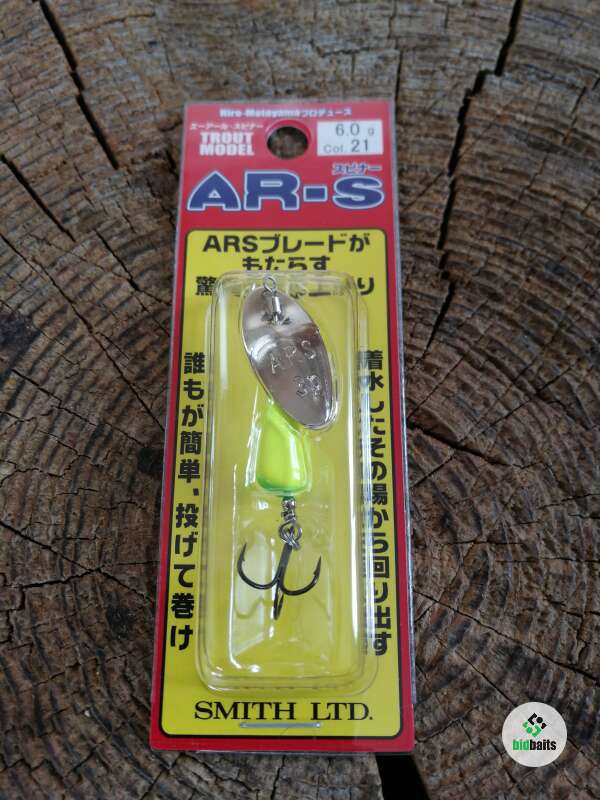 Hiro-Motoyamaプロデュース
エーアール・スピナー
TROUT
MODEL
6.0 g
Col. 21
スピナー
AR-S
ARSブレードが
もたらす
驚
り
着水したその場から回り出す
誰もが簡単、投げて巻け
ARS
SMITH LTD.
bidbaits